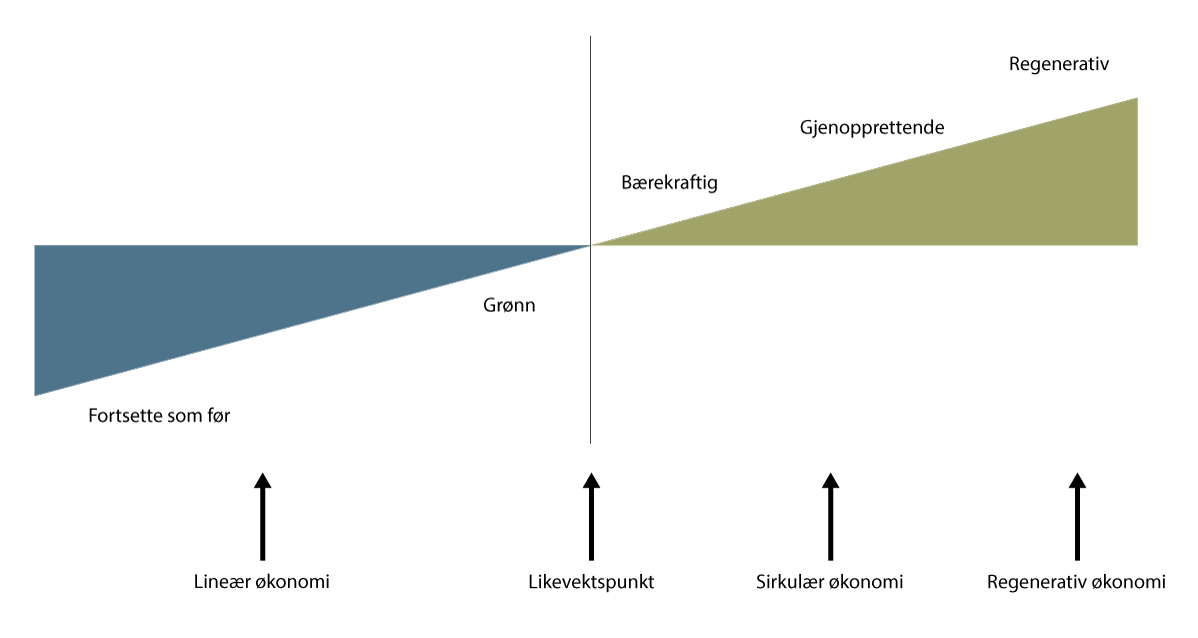 Regenerativ
Gjenopprettende
Bærekraftig
Grønn
Fortsette som før
Lineær økonomi
Likevektspunkt
Sirkulær økonomi
Regenerativ økonomi